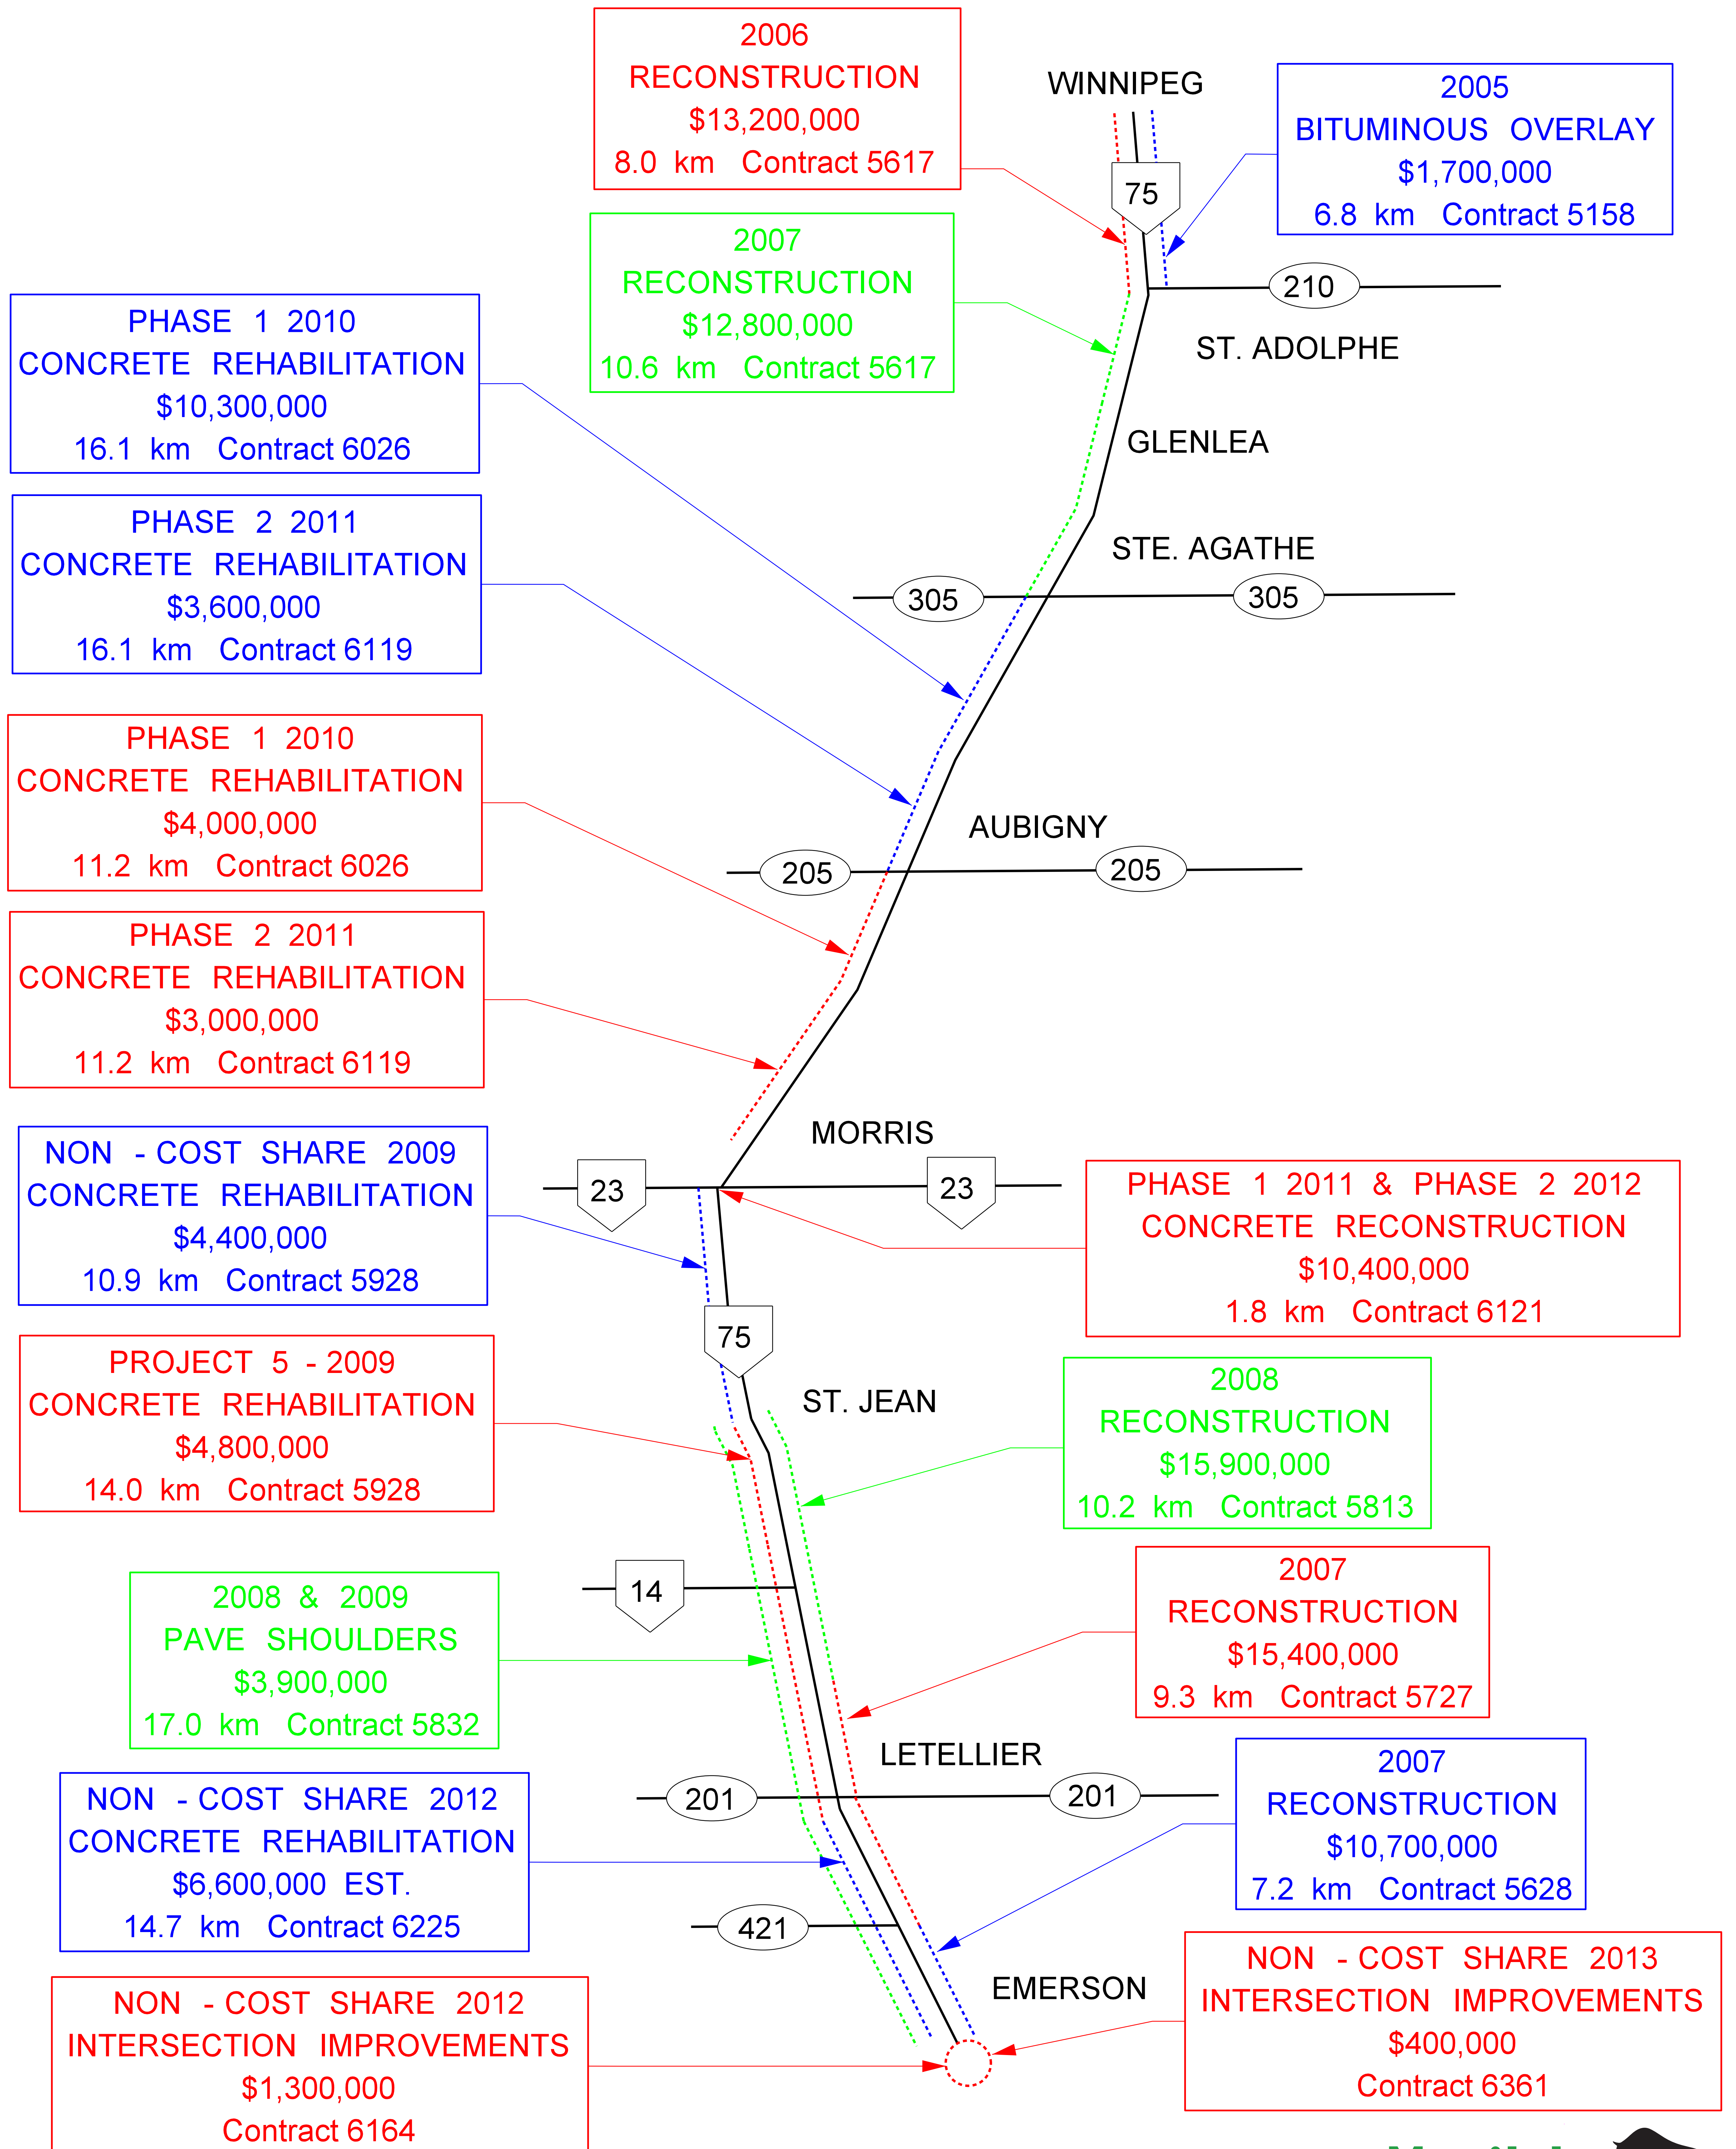 2006
RECONSTRUCTION
$13,200,000
8.0 km Contract 5617
WINNIPEG
75
2005
BITUMINOUS OVERLAY
$1,700,000
6.8 km Contract 5158
2007
RECONSTRUCTION
$12,800,000
10.6 km Contract 5617
210
ST. ADOLPHE
PHASE 1 2010
CONCRETE REHABILITATION
$10,300,000
16.1 km Contract 6026
GLENLEA
PHASE 2 2011
CONCRETE REHABILITATION
$3,600,000
16.1 km Contract 6119
STE. AGATHE
305
305
PHASE 1 2010
CONCRETE REHABILITATION
$4,000,000
11.2 km Contract 6026
AUBIGNY
205
205
PHASE 2 2011
CONCRETE REHABILITATION
$3,000,000
11.2 km Contract 6119
MORRIS
23
23
NON - COST SHARE 2009
CONCRETE REHABILITATION
$4,400,000
10.9 km Contract 5928
PHASE 1 2011 & PHASE 2 2012
CONCRETE RECONSTRUCTION
$10,400,000
1.8 km Contract 6121
75
PROJECT 5 - 2009
CONCRETE REHABILITATION
$4,800,000
14.0 km Contract 5928
ST. JEAN
2008
RECONSTRUCTION
$15,900,000
10.2 km Contract 5813
14
2008 & 2009
PAVE SHOULDERS
$3,900,000
17.0 km Contract 5832
2007
RECONSTRUCTION
$15,400,000
9.3 km Contract 5727
LETELLIER
201
201
NON - COST SHARE 2012
CONCRETE REHABILITATION
$6,600,000 EST.
14.7 km Contract 6225
2007
RECONSTRUCTION
$10,700,000
7.2 km Contract 5628
421
EMERSON
NON - COST SHARE 2012
INTERSECTION IMPROVEMENTS
$1,300,000
Contract 6164
NON - COST SHARE 2013
INTERSECTION IMPROVEMENTS
$400,000
Contract 6361